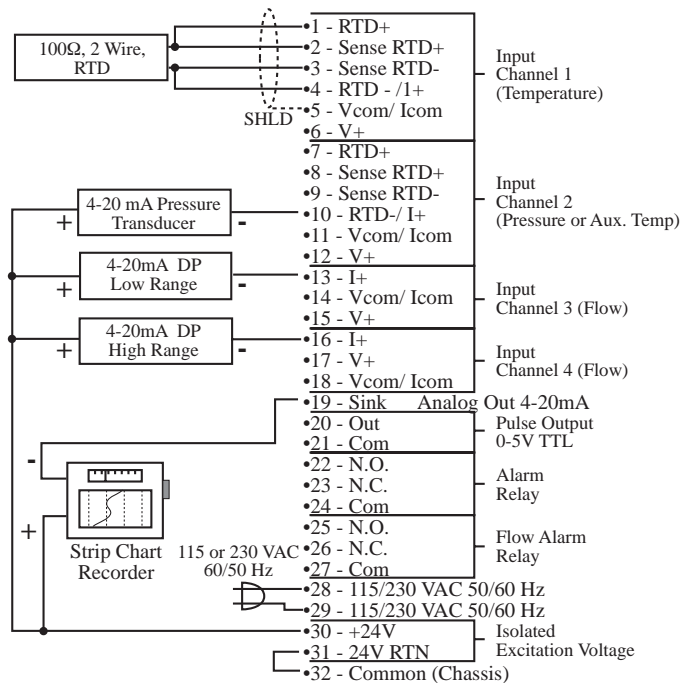 100Ω, 2 Wire,
RTD
SHLD
•1 - RTD+
•2 - Sense RTD+
•3 - Sense RTD-
•4 - RTD - /1+
•5 - Vcom/ Icom
•6 - V+
Input
Channel 1
(Temperature)
•7 - RTD+
•8 - Sense RTD+
•9 - Sense RTD-
•10 - RTD-/ I+
•11 - Vcom/ Icom
•12 - V+
Input
Channel 2
(Pressure or Aux. Temp)
4-20 mA Pressure
Transducer
+ -
4-20mA DP
Low Range
+ -
•13 - I+
•14 - Vcom/ Icom
•15 - V+
Input
Channel 3 (Flow)
4-20mA DP
High Range
+ -
•16 - I+
•17 - V+
•18 - Vcom/ Icom
Input
Channel 4 (Flow)
•19 - Sink Analog Out 4-20mA
•20 - Out
•21 - Com
Pulse Output
0-5V TTL
•22 - N.O.
•23 - N.C.
•24 - Com
Alarm
Relay
•25 - N.O.
•26 - N.C.
•27 - Com
Flow Alarm
Relay
-
+
Strip Chart
Recorder
115 or 230 VAC
60/50 Hz
•28 - 115/230 VAC 50/60 Hz
•29 - 115/230 VAC 50/60 Hz
•30 - +24V
•31 - 24V RTN
•32 - Common (Chassis)
Isolated
Excitation Voltage